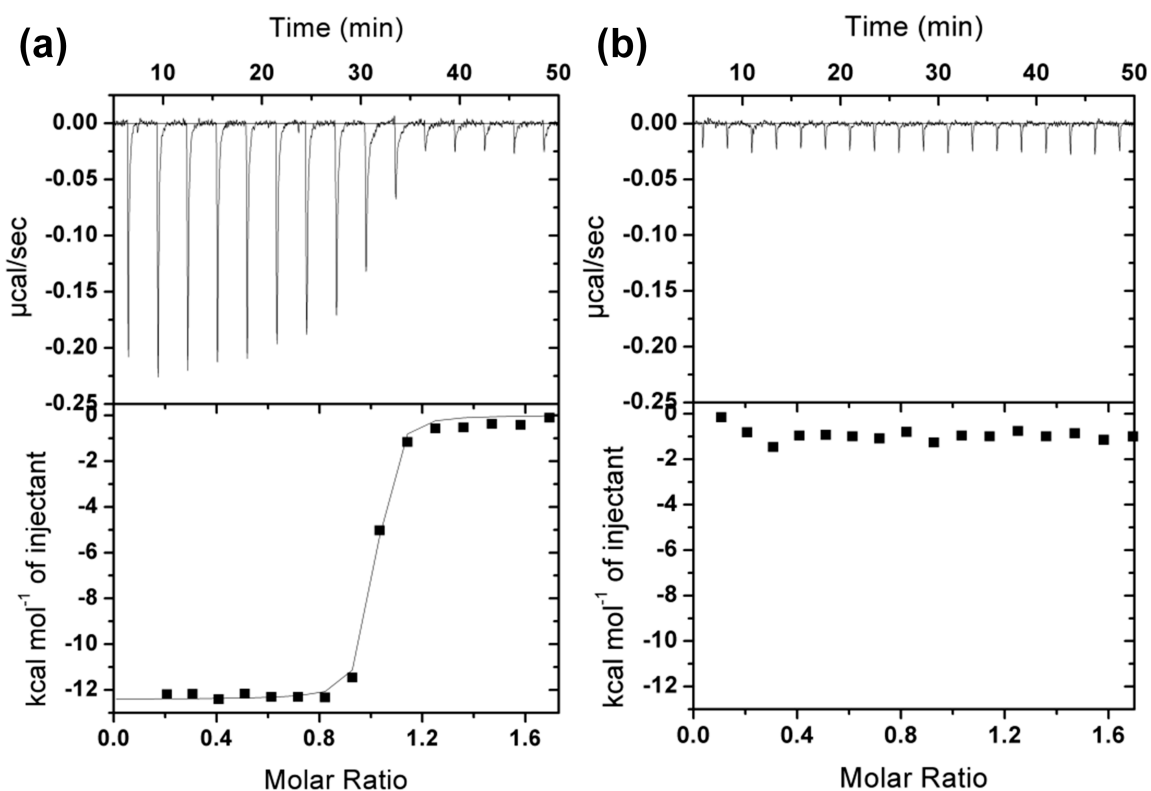 (a)
Time (min)
10 20 30 40 50
0.00
-0.05
-0.10
-0.15
-0.20
-0.25
µcal/sec
0
-2
-4
-6
-8
-10
-12
kcal mol⁻¹ of injectant
0.0 0.4 0.8 1.2 1.6
Molar Ratio
(b)
Time (min)
10 20 30 40 50
0.00
-0.05
-0.10
-0.15
-0.20
-0.25
µcal/sec
0
-2
-4
-6
-8
-10
-12
kcal mol⁻¹ of injectant
0.0 0.4 0.8 1.2 1.6
Molar Ratio